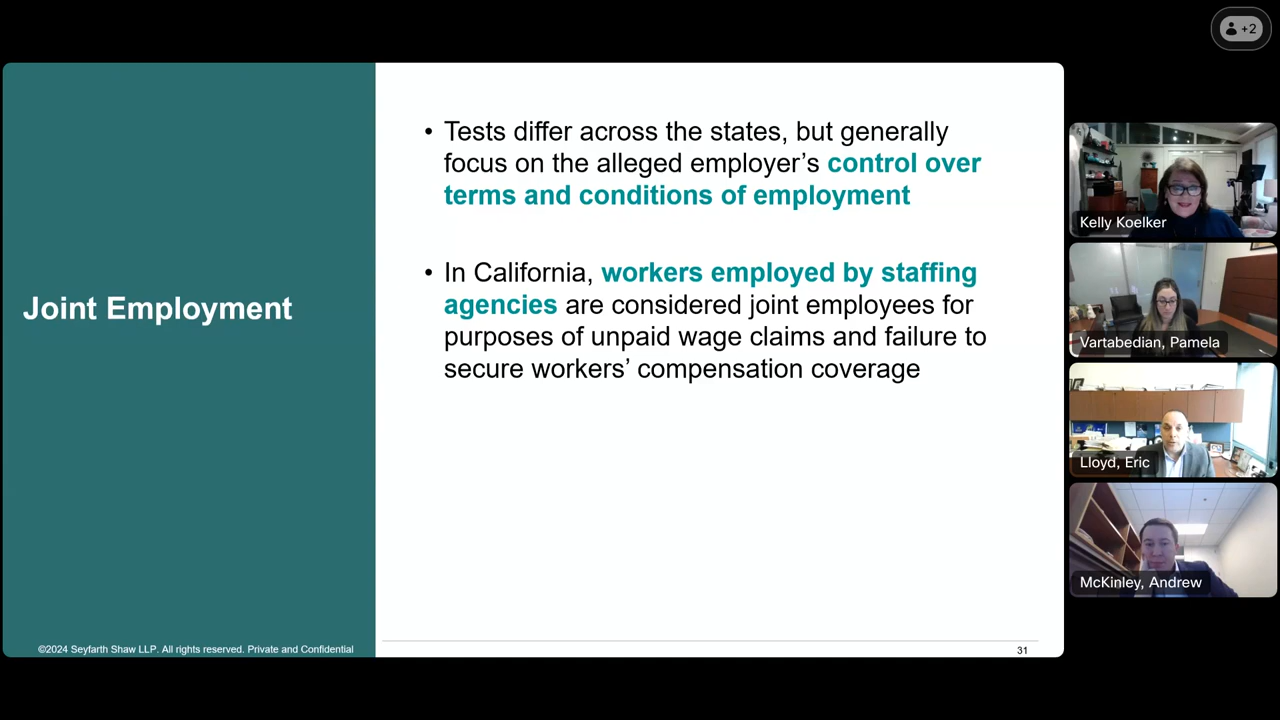 +2
Joint Employment
• Tests differ across the states, but generally
focus on the alleged employer’s control over
terms and conditions of employment
• In California, workers employed by staffing
agencies are considered joint employees for
purposes of unpaid wage claims and failure to
secure workers’ compensation coverage
©2024 Seyfarth Shaw LLP. All rights reserved. Private and Confidential
31
Kelly Koelker
Vartabedian, Pamela
Lloyd, Eric
McKinley, Andrew